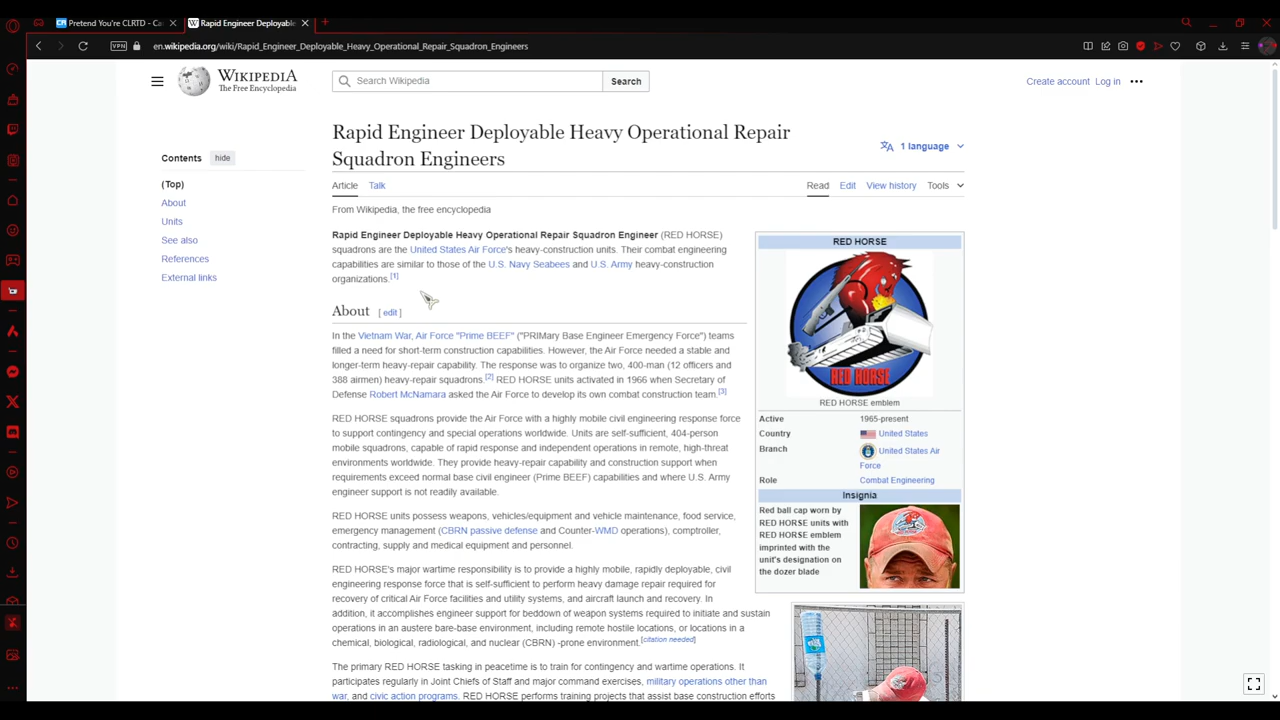 Pretend You're CLRTD - Ca
Rapid Engineer Deployable
VPN
en.wikipedia.org/wiki/Rapid_Engineer_Deployable_Heavy_Operational_Repair_Squadron_Engineers
WIKIPEDIA
The Free Encyclopedia
Search Wikipedia
Search
Create account
Log in
Rapid Engineer Deployable Heavy Operational Repair
Squadron Engineers
1 language
Contents
hide
(Top)
About
Units
See also
References
External links
Article
Talk
Read
Edit
View history
Tools
From Wikipedia, the free encyclopedia
Rapid Engineer Deployable Heavy Operational Repair Squadron Engineer (RED HORSE)
squadrons are the United States Air Force's heavy-construction units. Their combat engineering
capabilities are similar to those of the U.S. Navy Seabees and U.S. Army heavy-construction
organizations.[1]
About [ edit ]
In the Vietnam War, Air Force "Prime BEEF" ("PRIMary Base Engineer Emergency Force") teams
filled a need for short-term construction capabilities. However, the Air Force needed a stable and
longer-term heavy-repair capability. The response was to organize two, 400-man (12 officers and
388 airmen) heavy-repair squadrons.[2] RED HORSE units activated in 1966 when Secretary of
Defense Robert McNamara asked the Air Force to develop its own combat construction team.[3]
RED HORSE squadrons provide the Air Force with a highly mobile civil engineering response force
to support contingency and special operations worldwide. Units are self-sufficient, 404-person
mobile squadrons, capable of rapid response and independent operations in remote, high-threat
environments worldwide. They provide heavy-repair capability and construction support when
requirements exceed normal base civil engineer (Prime BEEF) capabilities and where U.S. Army
engineer support is not readily available.
RED HORSE units possess weapons, vehicles/equipment and vehicle maintenance, food service,
emergency management (CBRN passive defense and Counter-WMD operations), comptroller,
contracting, supply and medical equipment and personnel.
RED HORSE's major wartime responsibility is to provide a highly mobile, rapidly deployable, civil
engineering response force that is self-sufficient to perform heavy damage repair required for
recovery of critical Air Force facilities and utility systems, and aircraft launch and recovery. In
addition, it accomplishes engineer support for beddown of weapon systems required to initiate and sustain
operations in an austere bare-base environment, including remote hostile locations, or locations in a
chemical, biological, radiological, and nuclear (CBRN) -prone environment.[citation needed]
The primary RED HORSE tasking in peacetime is to train for contingency and wartime operations. It
participates regularly in Joint Chiefs of Staff and major command exercises, military operations other than
war, and civic action programs. RED HORSE performs training projects that assist base construction efforts
RED HORSE
RED HORSE
RED HORSE emblem
Active 1965-present
Country United States
Branch United States Air
Force
Role Combat Engineering
Insignia
Red ball cap worn by
RED HORSE units with
RED HORSE emblem
imprinted with the
unit's designation on
the dozer blade